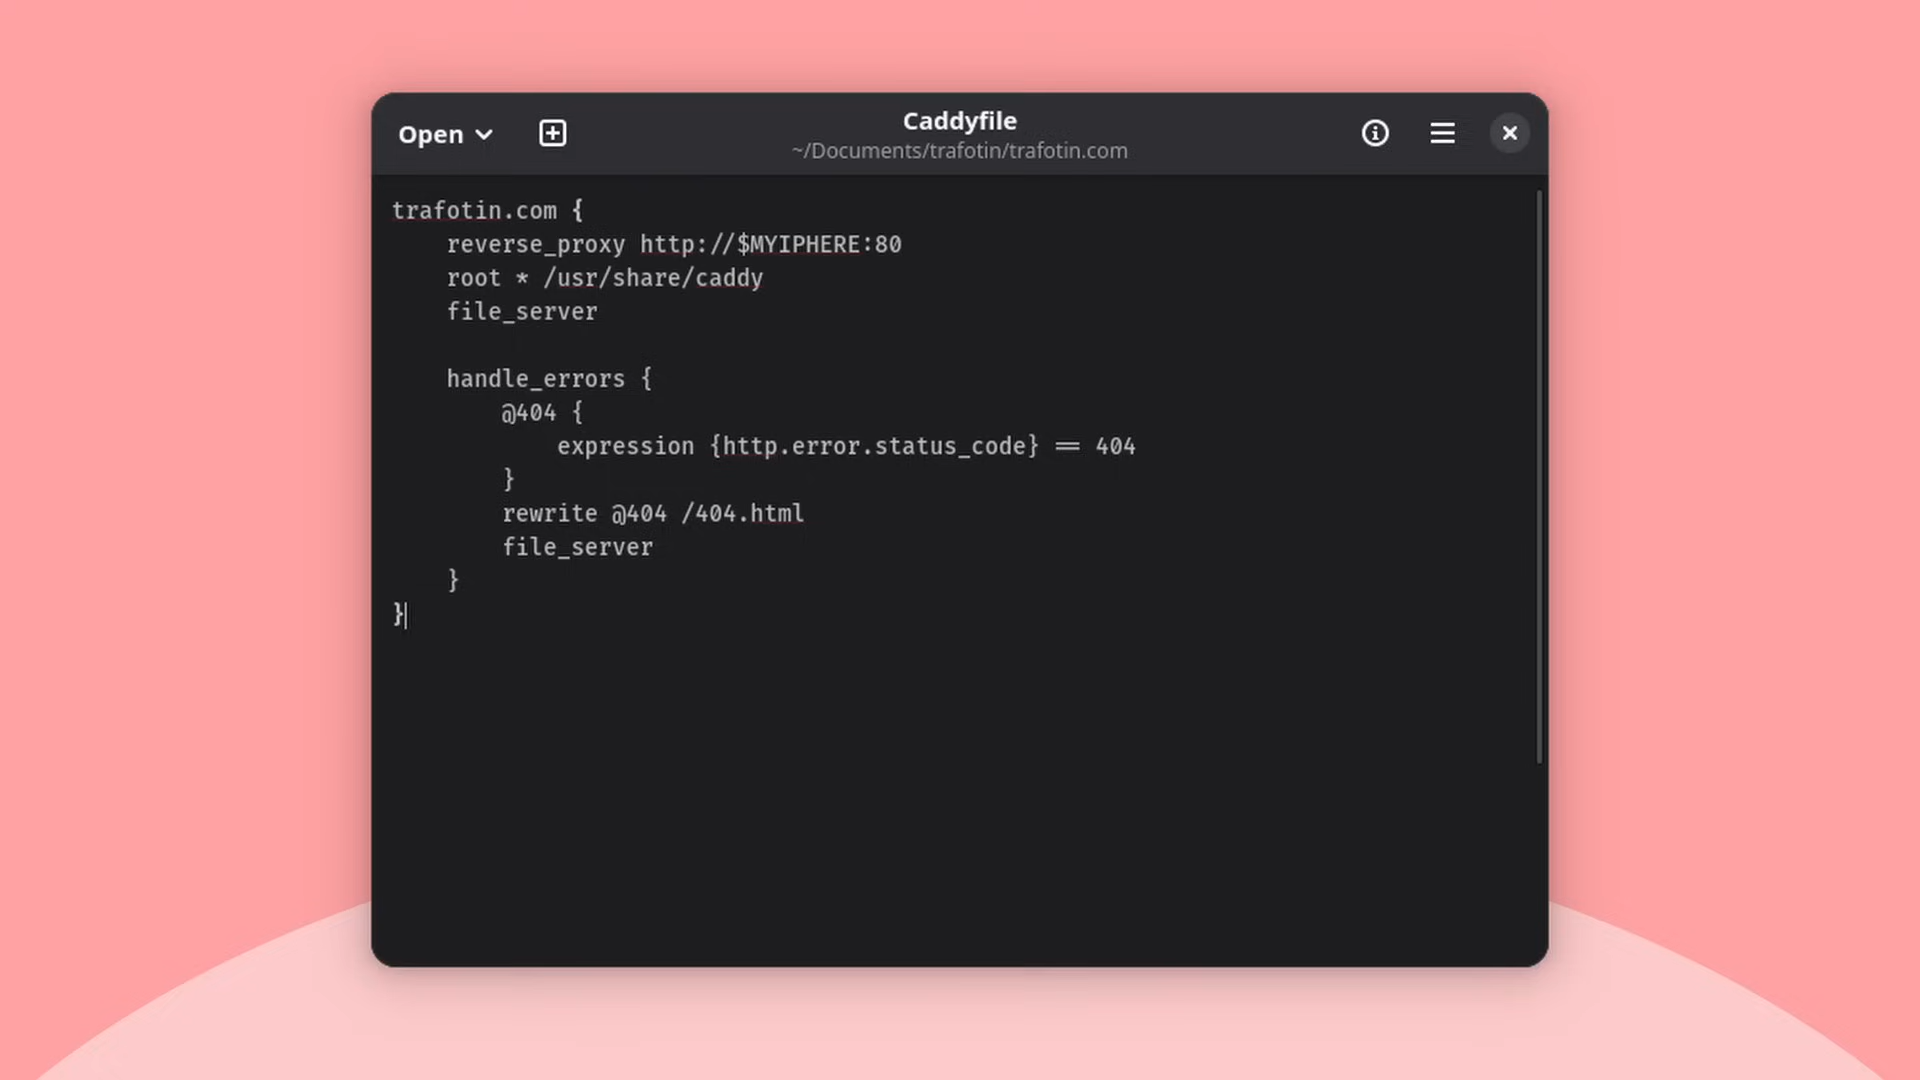 Open
Caddyfile
~/Documents/trafotin/trafotin.com
trafotin.com {
    reverse_proxy http://$MYIPHERE:80
    root * /usr/share/caddy
    file_server

    handle_errors {
        @404 {
            expression {http.error.status_code} == 404
        }
        rewrite @404 /404.html
        file_server
    }
}